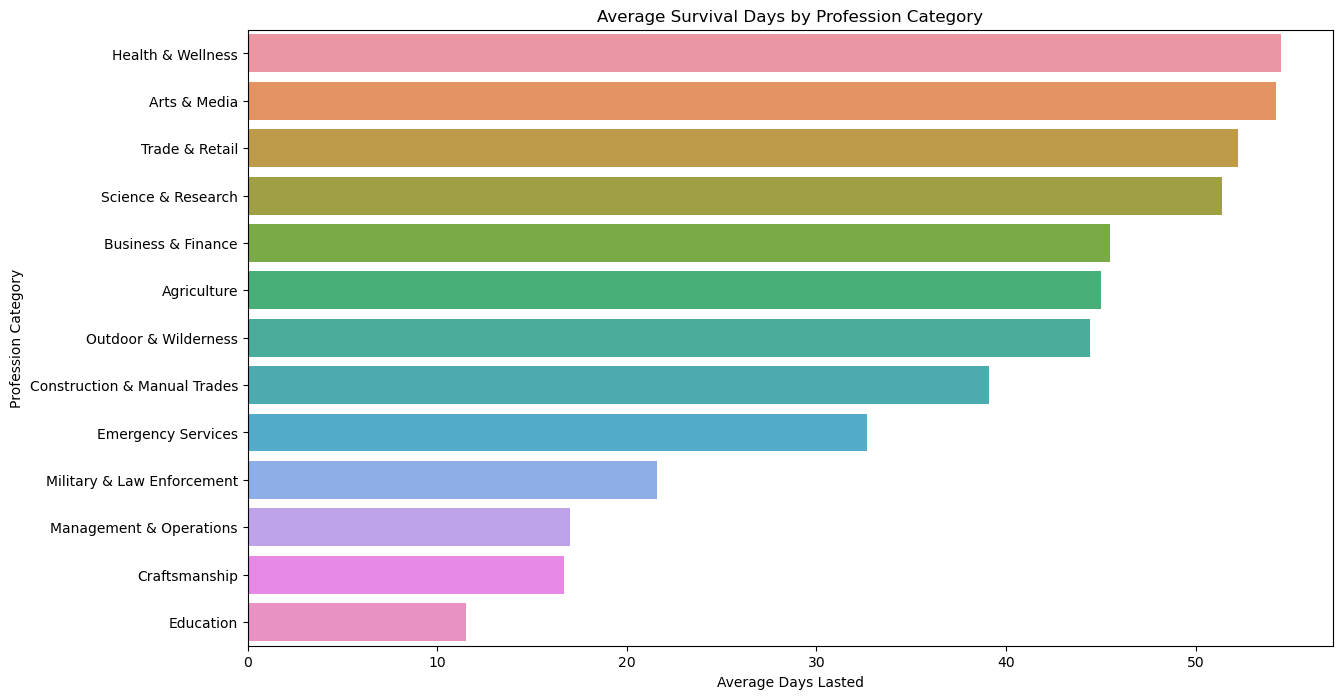 Average Survival Days by Profession Category
Profession Category
Health & Wellness
Arts & Media
Trade & Retail
Science & Research
Business & Finance
Agriculture
Outdoor & Wilderness
Construction & Manual Trades
Emergency Services
Military & Law Enforcement
Management & Operations
Craftsmanship
Education
0 10 20 30 40 50
Average Days Lasted